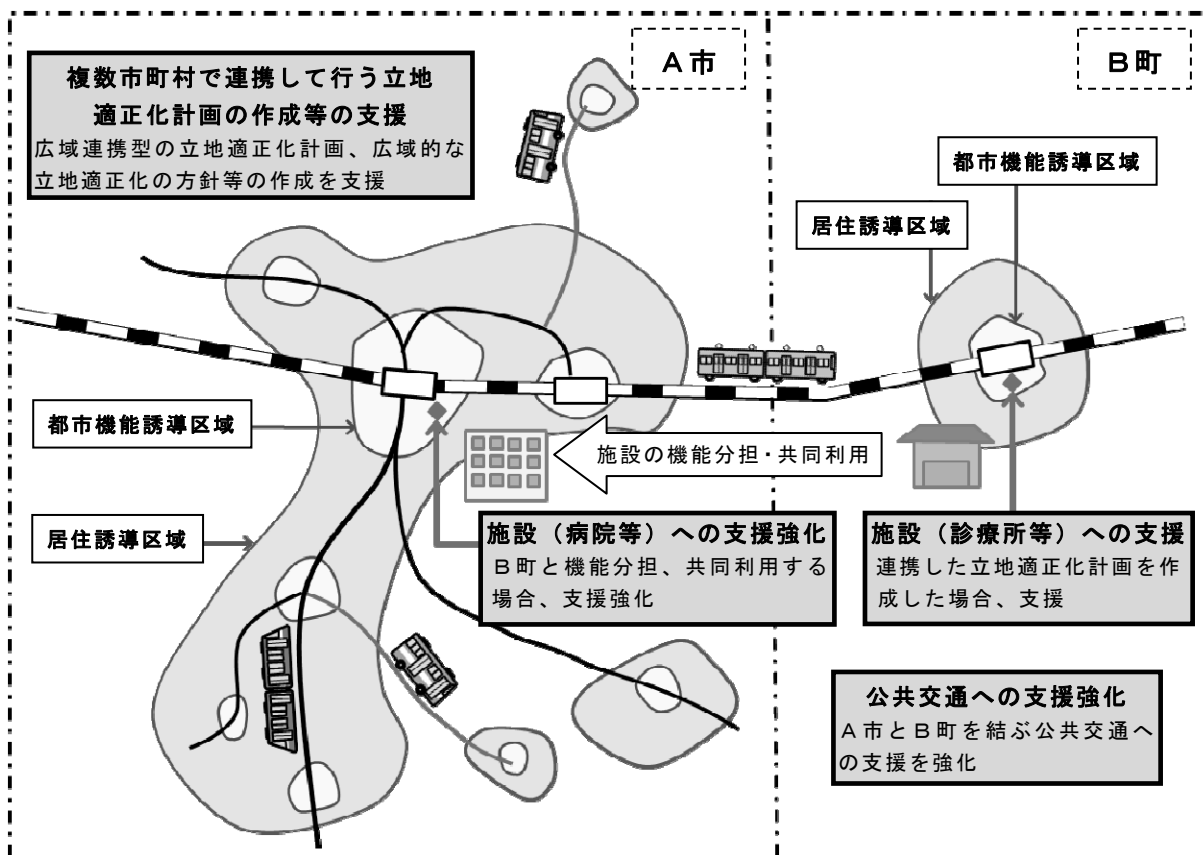 複数市町村で連携して行う立地
適正化計画の作成等の支援
広域連携型の立地適正化計画、広域的な
立地適正化の方針等の作成を支援
A市
B町
都市機能誘導区域
居住誘導区域
都市機能誘導区域
施設の機能分担・共同利用
居住誘導区域
施設（病院等）への支援強化
B町と機能分担、共同利用する
場合、支援強化
施設（診療所等）への支援
連携した立地適正化計画を作
成した場合、支援
公共交通への支援強化
A市とB町を結ぶ公共交通へ
の支援を強化